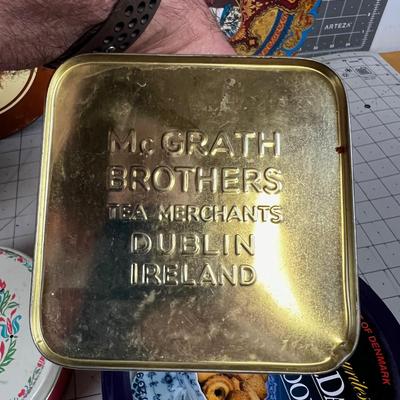 McGRATH
BROTHERS
TEA MERCHANTS
DUBLIN
IRELAND
ARTEZA
OF DENMARK